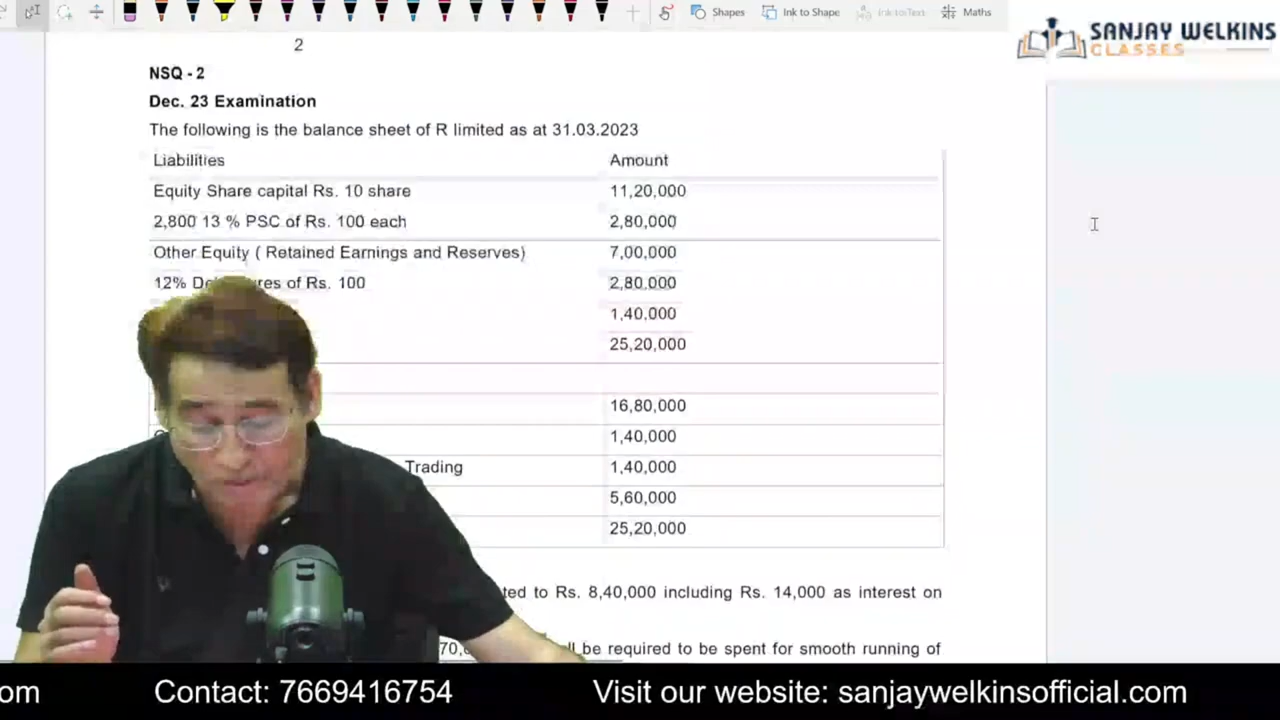 Shapes
Ink to Shape
Ink to Text
Maths
SANJAY WELKINS
CLASSES
2
NSQ - 2
Dec. 23 Examination
The following is the balance sheet of R limited as at 31.03.2023
Liabilities Amount
Equity Share capital Rs. 10 share 11,20,000
2,800 13 % PSC of Rs. 100 each 2,80,000
Other Equity ( Retained Earnings and Reserves) 7,00,000
12% of Rs. 100 2,80,000
1,40,000
25,20,000
16,80,000
1,40,000
Trading 1,40,000
5,60,000
25,20,000
to Rs. 8,40,000 including Rs. 14,000 as interest on
be required to be spent for smooth running of
Contact: 7669416754 Visit our website: sanjaywelkinsofficial.com